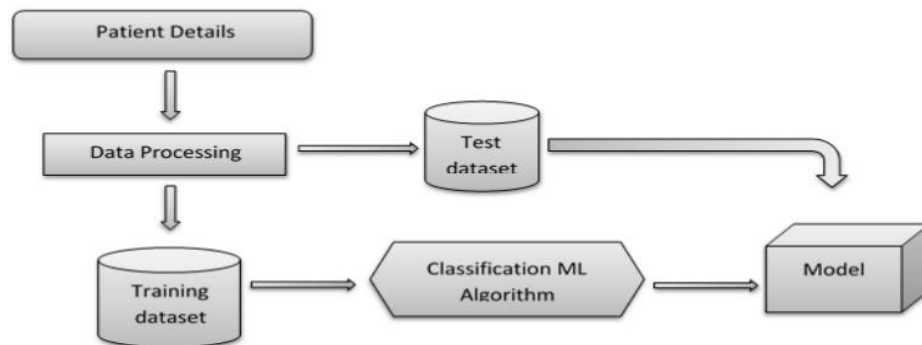 Patient Details
Data Processing
Test
dataset
Training
dataset
Classification ML
Algorithm
Model